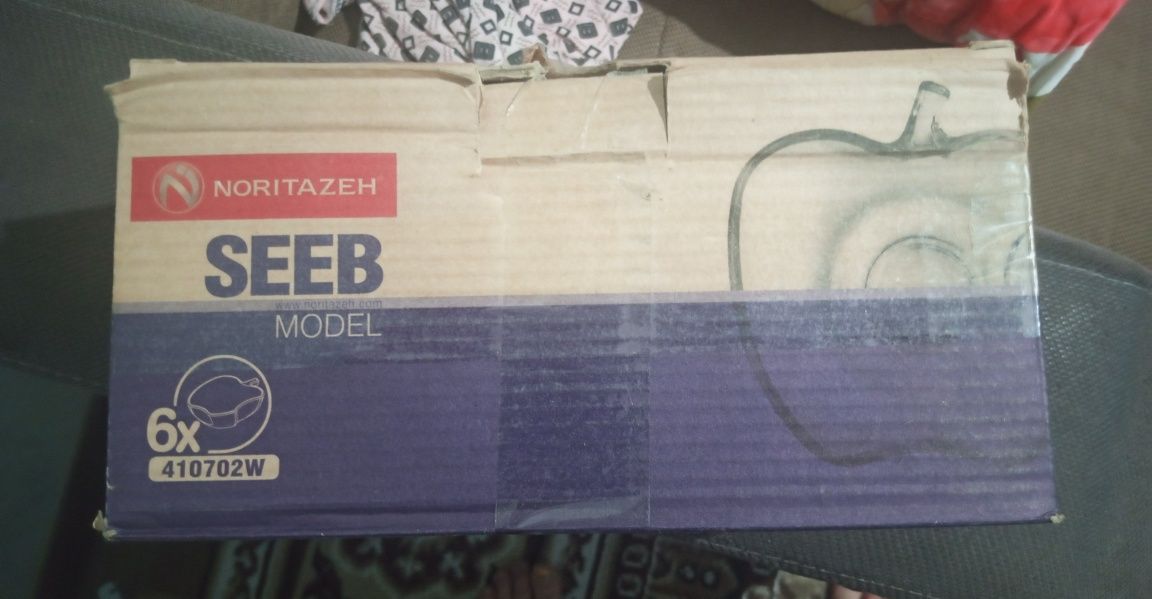 NORITAZEH
SEEB
www.noritazeh.com
MODEL
6x
410702W